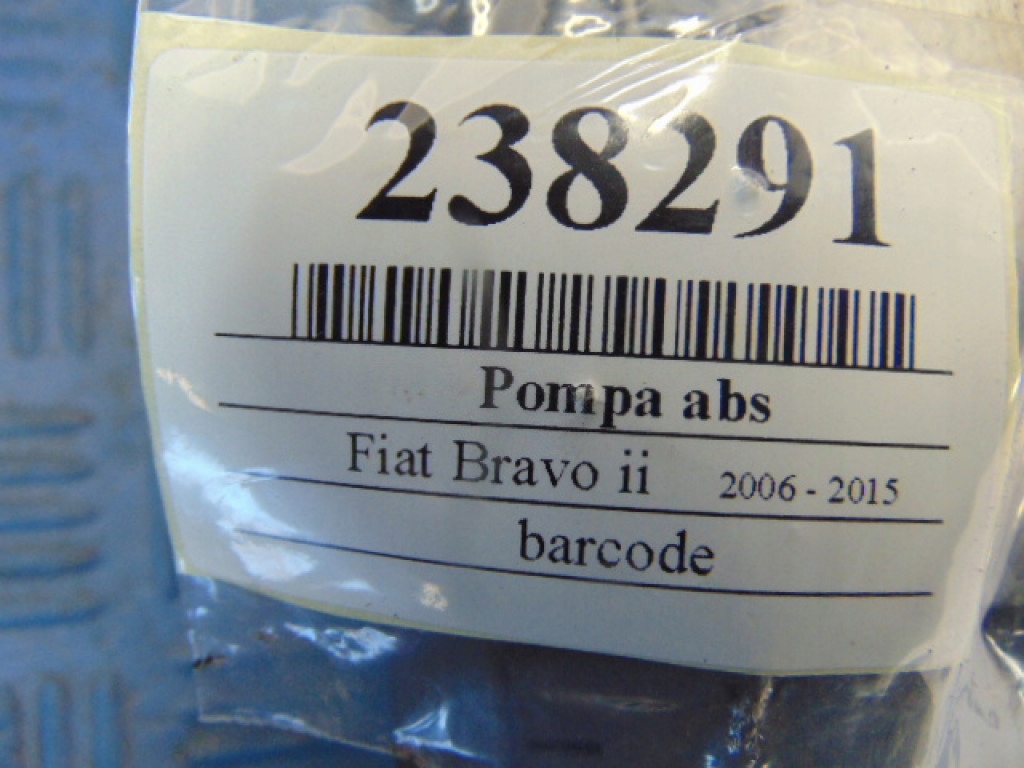 238291
Pompa abs
Fiat Bravo ii 2006 - 2015
barcode